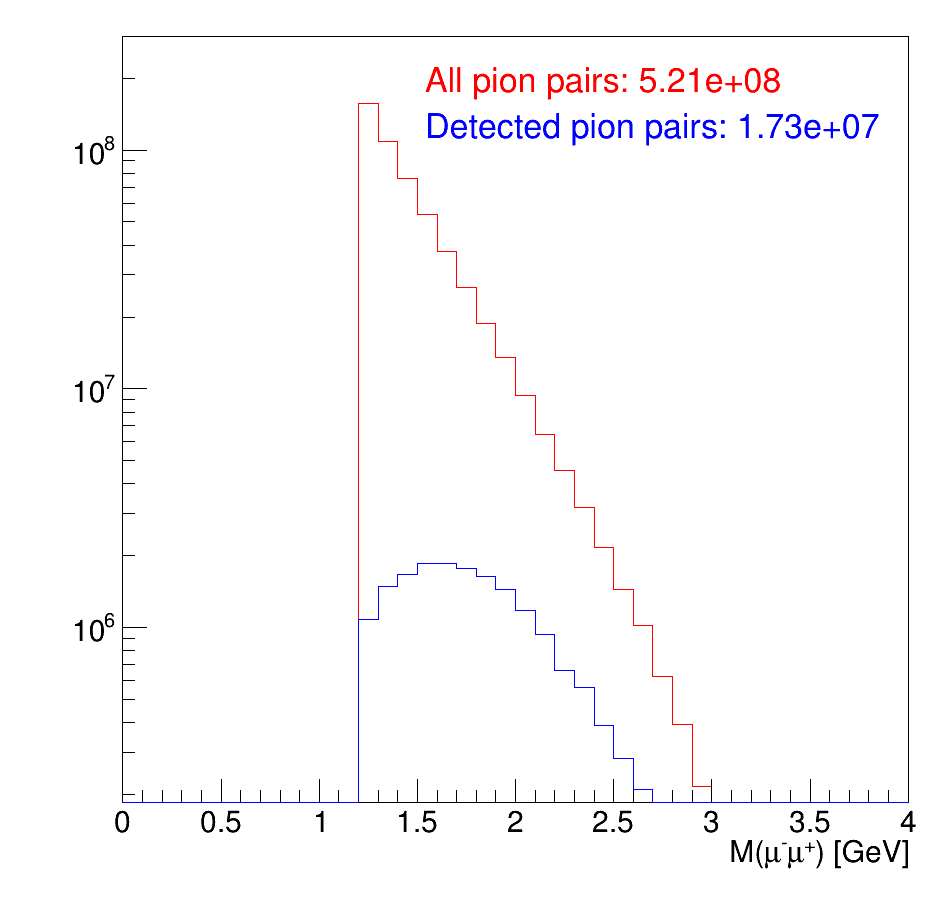 All pion pairs: 5.21e+08
Detected pion pairs: 1.73e+07
10⁸
10⁷
10⁶
0 0.5 1 1.5 2 2.5 3 3.5 4
M(μ⁻μ⁺) [GeV]